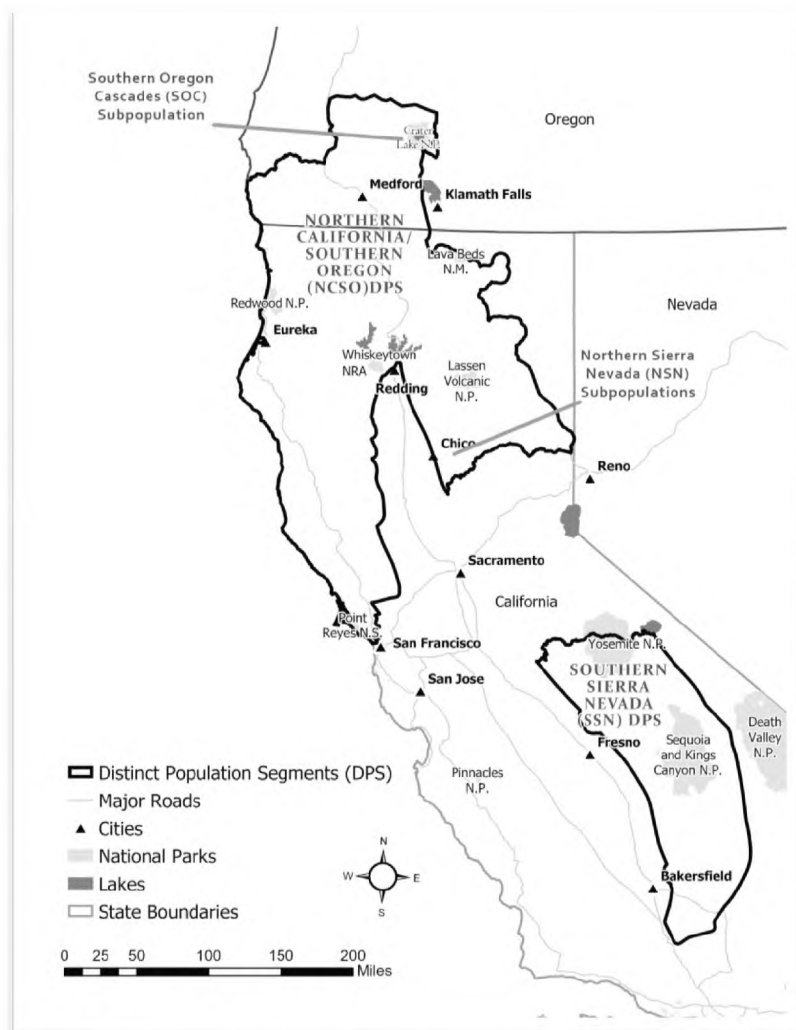 Southern Oregon
Cascades (SOC)
Subpopulation
Oregon
Crater
Lake N.P.
Medford
Klamath Falls
NORTHERN
CALIFORNIA/
SOUTHERN
OREGON
(NCSO)DPS
Lava Beds
N.M.
Nevada
Redwood N.P.
Eureka
Whiskeytown
NRA
Redding
Lassen
Volcanic
N.P.
Northern Sierra
Nevada (NSN)
Subpopulations
Chico
Reno
Sacramento
California
Point
Reyes N.S.
San Francisco
Yosemite N.P.
San Jose
SOUTHERN
SIERRA
NEVADA
(SSN) DPS
Fresno
Sequoia
and Kings
Canyon N.P.
Death
Valley
N.P.
Pinnacles
N.P.
Bakersfield
Distinct Population Segments (DPS)
Major Roads
Cities
National Parks
Lakes
State Boundaries
N
W E
S
0 25 50 100 150 200
Miles